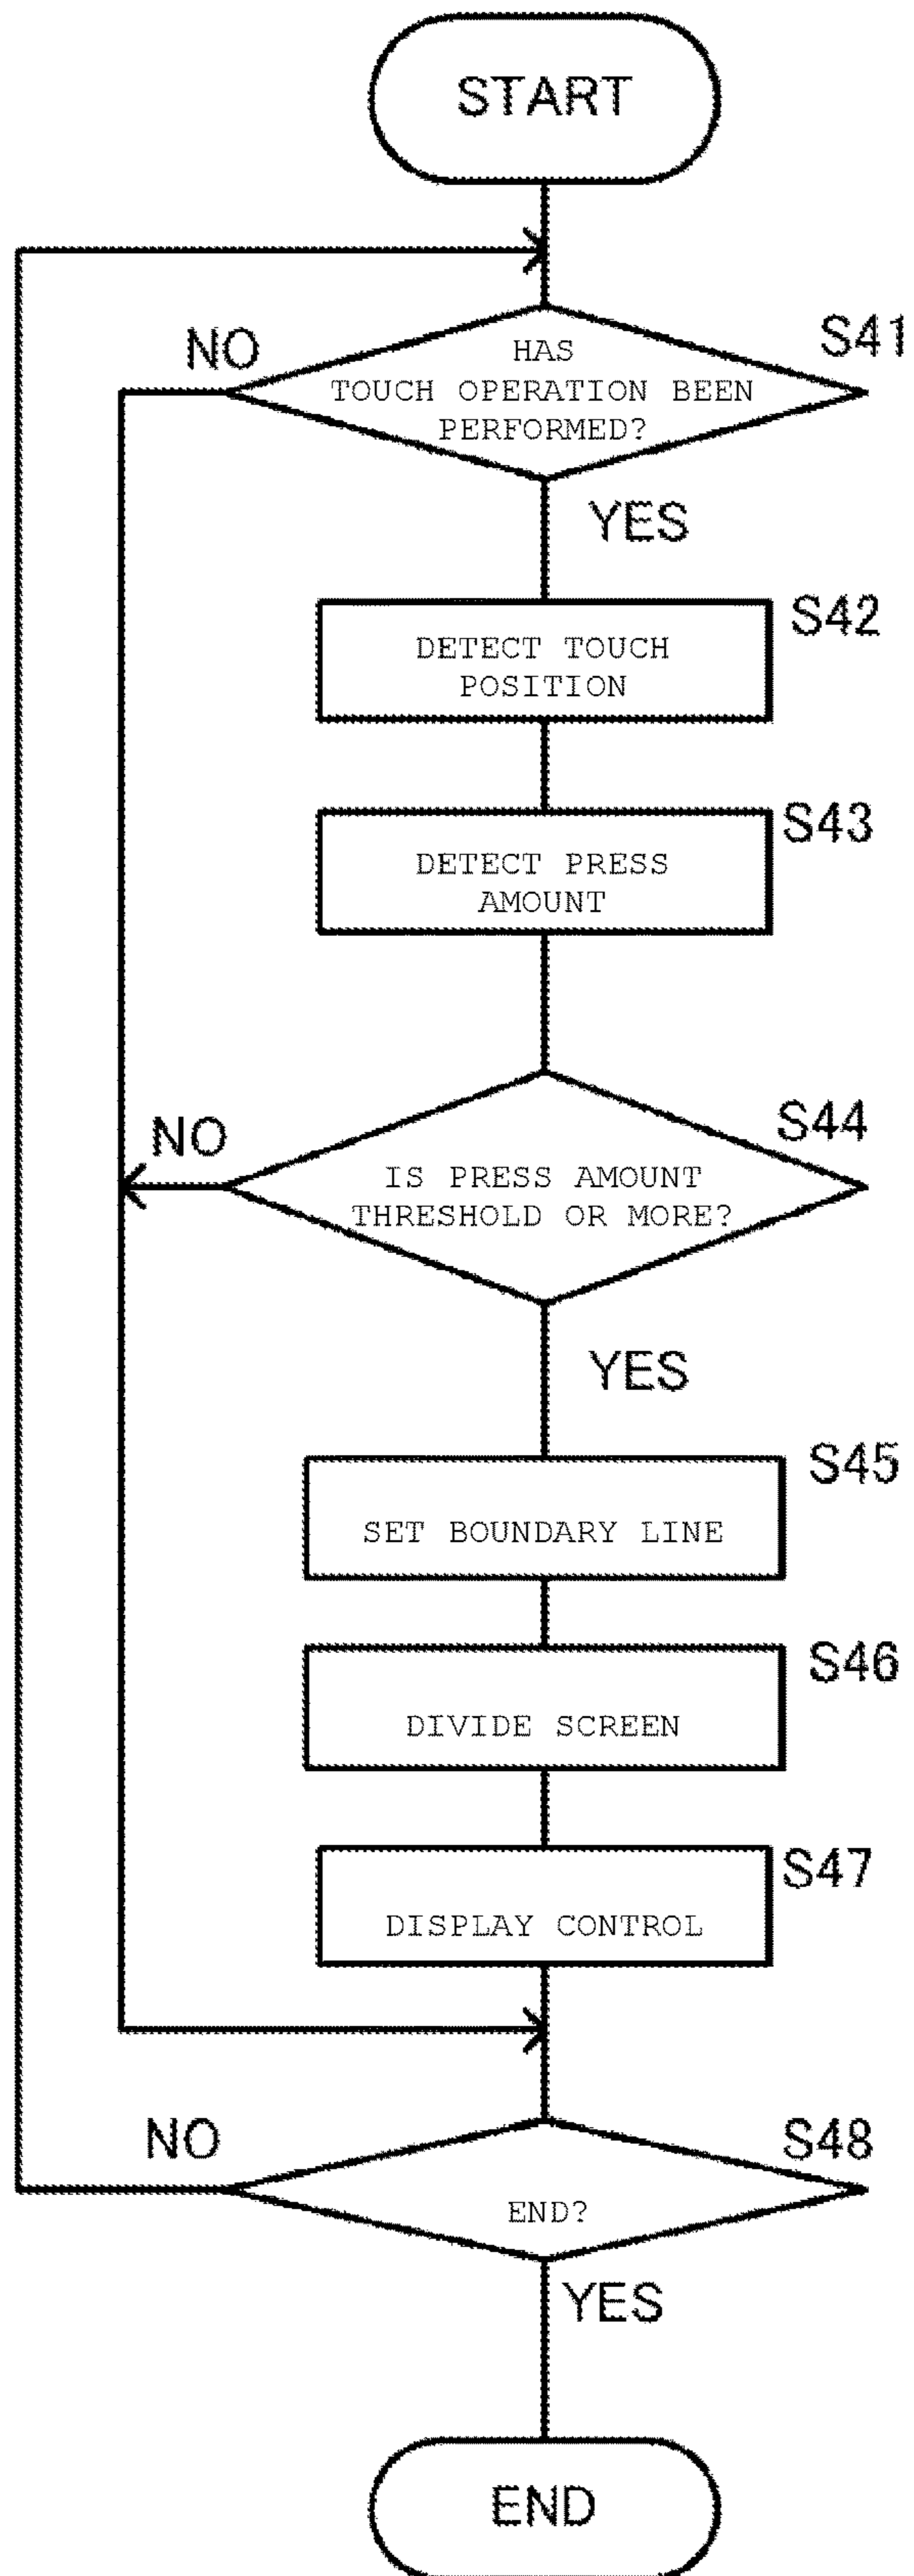 START
NO
S41
HAS
TOUCH OPERATION BEEN
PERFORMED?
YES
S42
DETECT TOUCH
POSITION
S43
DETECT PRESS
AMOUNT
NO
S44
IS PRESS AMOUNT
THRESHOLD OR MORE?
YES
S45
SET BOUNDARY LINE
S46
DIVIDE SCREEN
S47
DISPLAY CONTROL
NO
S48
END?
YES
END